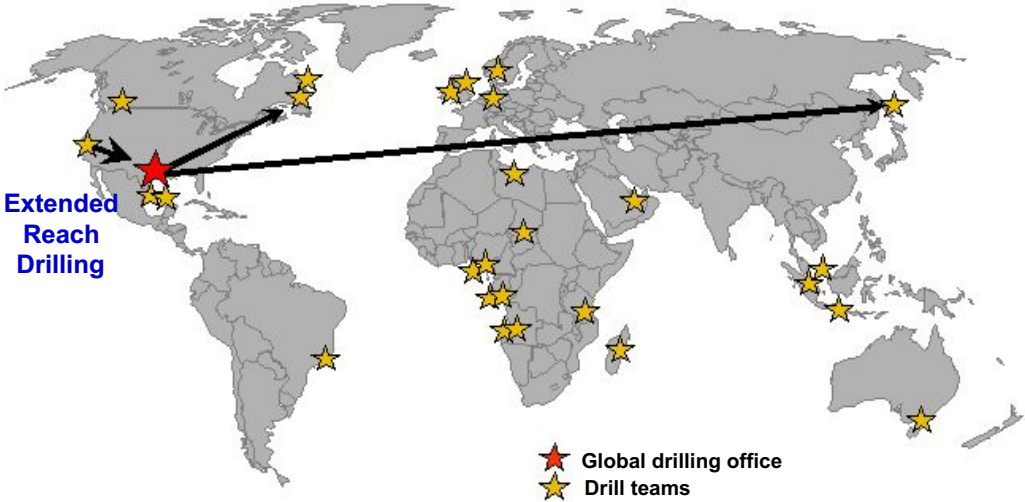 Extended
Reach
Drilling
Global drilling office
Drill teams